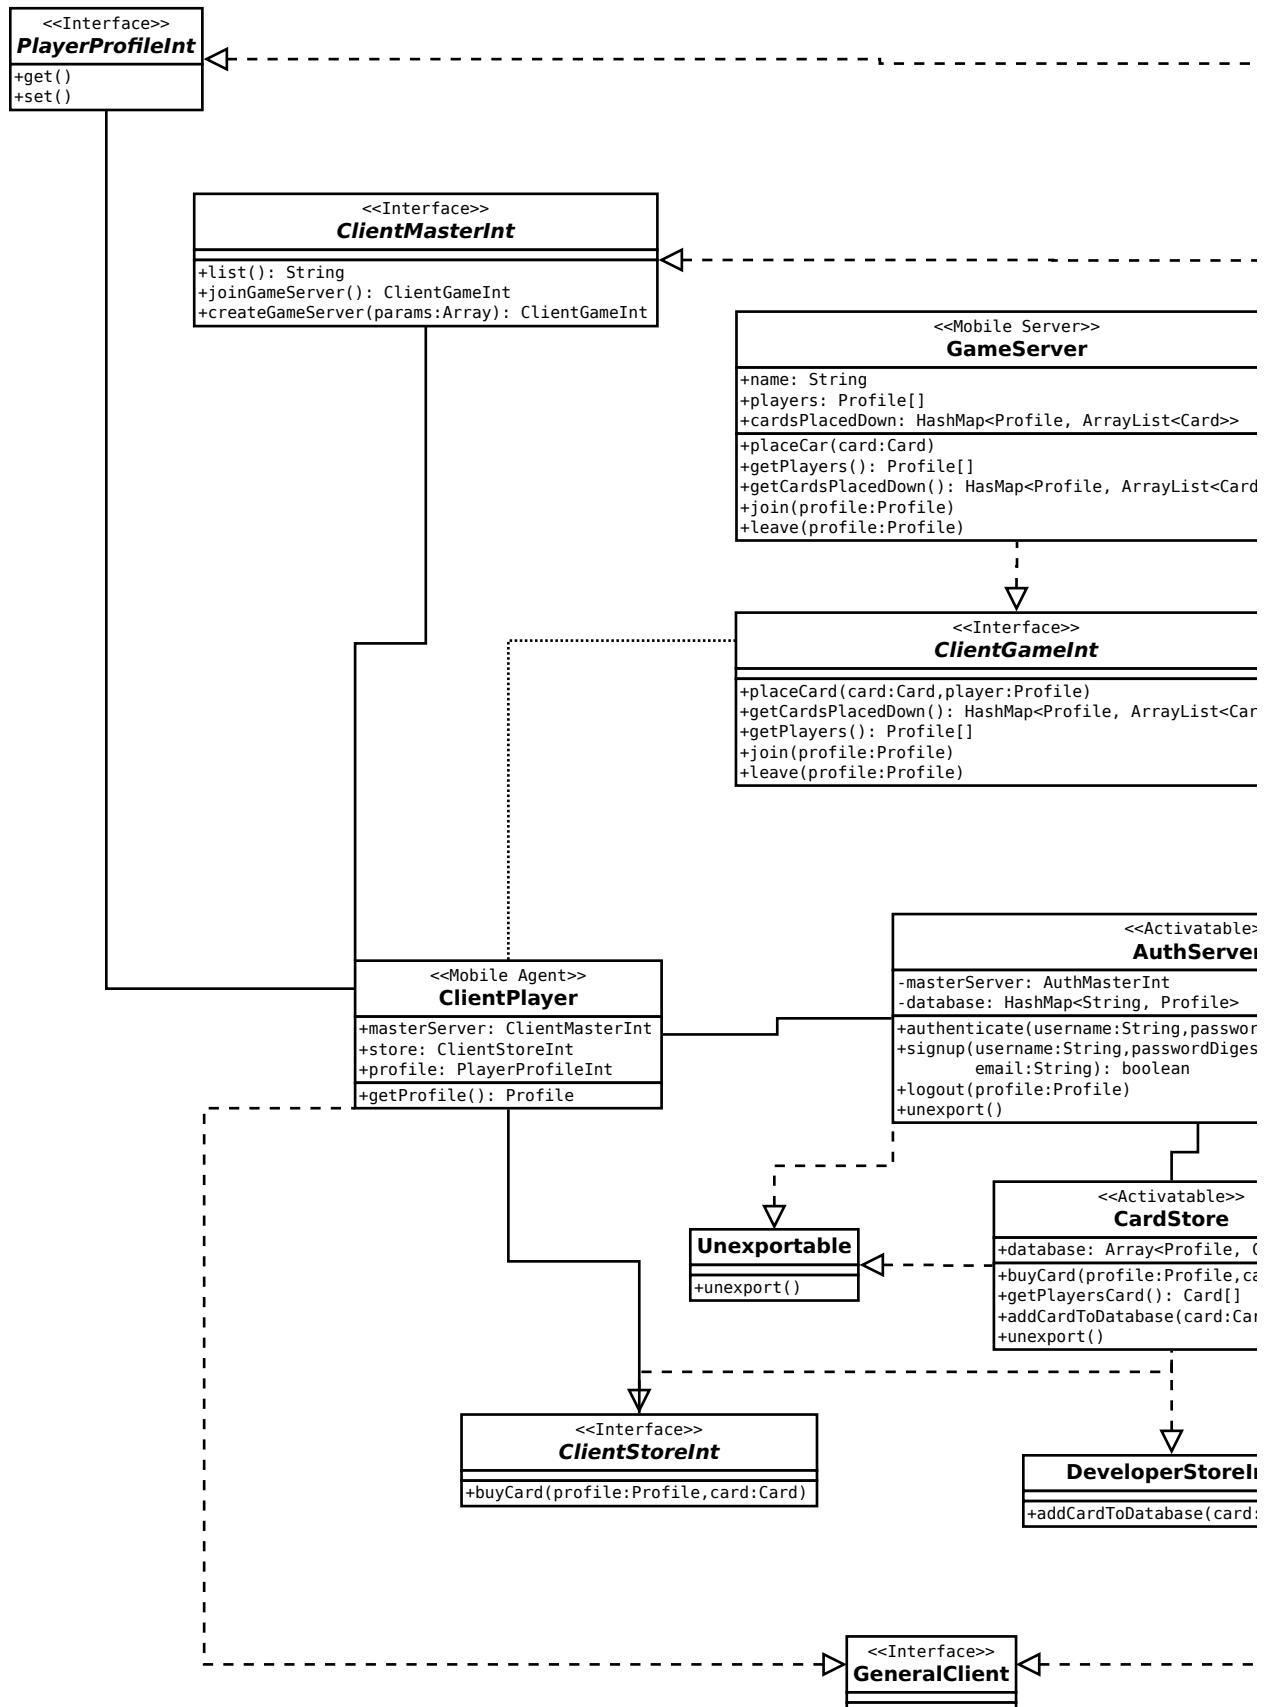 <<Interface>>
PlayerProfileInt
+get()
+set()
<<Interface>>
ClientMasterInt
+list(): String
+joinGameServer(): ClientGameInt
+createGameServer(params:Array): ClientGameInt
<<Mobile Server>>
GameServer
+name: String
+players: Profile[]
+cardsPlacedDown: HashMap<Profile, ArrayList<Card>>
+placeCar(card:Card)
+getPlayers(): Profile[]
+getCardsPlacedDown(): HasMap<Profile, ArrayList<Card
+join(profile:Profile)
+leave(profile:Profile)
<<Interface>>
ClientGameInt
+placeCard(card:Card,player:Profile)
+getCardsPlacedDown(): HashMap<Profile, ArrayList<Car
+getPlayers(): Profile[]
+join(profile:Profile)
+leave(profile:Profile)
<<Mobile Agent>>
ClientPlayer
+masterServer: ClientMasterInt
+store: ClientStoreInt
+profile: PlayerProfileInt
+getProfile(): Profile
<<Activatable>
AuthServer
-masterServer: AuthMasterInt
-database: HashMap<String, Profile>
+authenticate(username:String,passwor
+signup(username:String,passwordDiges
email:String): boolean
+logout(profile:Profile)
+unexport()
Unexportable
+unexport()
<<Activatable>>
CardStore
+database: Array<Profile,
+buyCard(profile:Profile,ca
+getPlayersCard(): Card[]
+addCardToDatabase(card:Car
+unexport()
<<Interface>>
ClientStoreInt
+buyCard(profile:Profile,card:Card)
DeveloperStoreIn
+addCardToDatabase(card:
<<Interface>>
GeneralClient